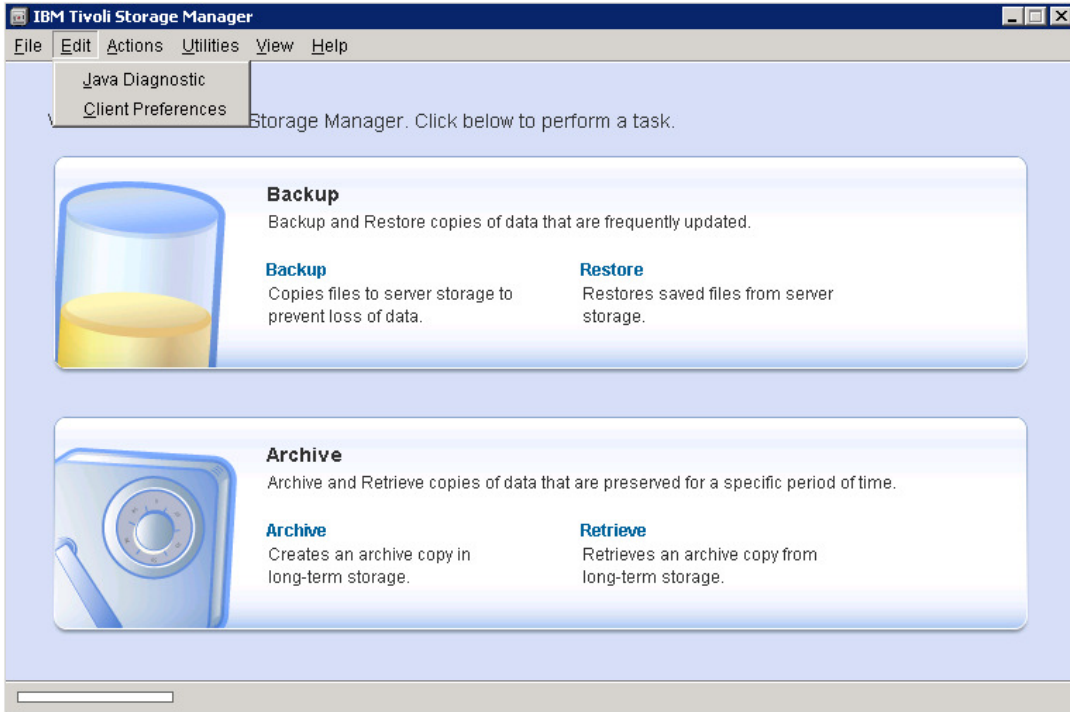 IBM Tivoli Storage Manager
File Edit Actions Utilities View Help
Java Diagnostic
Client Preferences
Storage Manager. Click below to perform a task.
Backup
Backup and Restore copies of data that are frequently updated.
Backup
Copies files to server storage to
prevent loss of data.
Restore
Restores saved files from server
storage.
Archive
Archive and Retrieve copies of data that are preserved for a specific period of time.
Archive
Creates an archive copy in
long-term storage.
Retrieve
Retrieves an archive copy from
long-term storage.